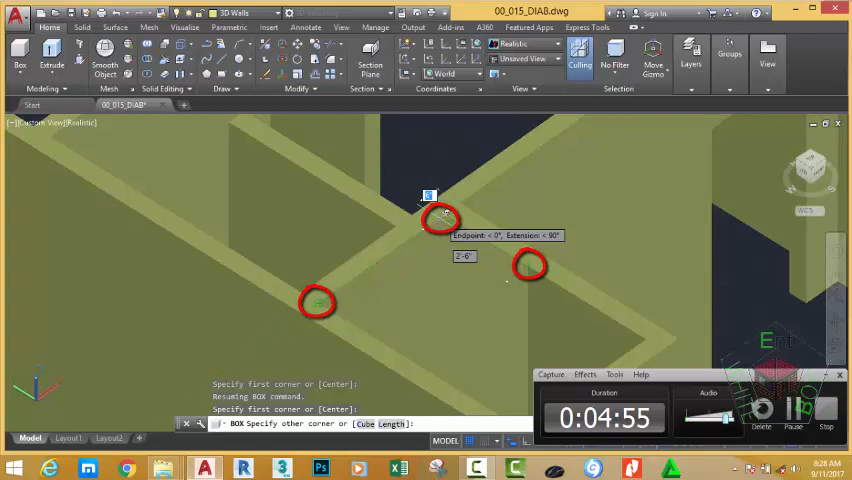 3D Walls
00_015_DIAB.dwg
Sign In
Home Solid Surface Mesh Visualize Parametric Insert Annotate View Manage Output Add-ins A360 Featured Apps Express Tools
Box Extrude Smooth Object Section Plane Realistic Unsaved View World Culling No Filter Move Gizmo Layers Groups View
Modeling Mesh Solid Editing Draw Modify Section Coordinates View Selection
Start 00_015_DIAB*
[−][Custom View][Realistic]
W S
WCS
6"
Endpoint: < 0°, Extension: < 90°
2'-6"
Ent
Capture Effects Tools Help
Duration Audio
0:04:55
Delete Pause Stop
Specify first corner or [Center]:
Resuming BOX command.
Specify first corner or [Center]:
BOX Specify other corner or [Cube Length]:
Model Layout1 Layout2 MODEL
8:28 AM
9/11/2017